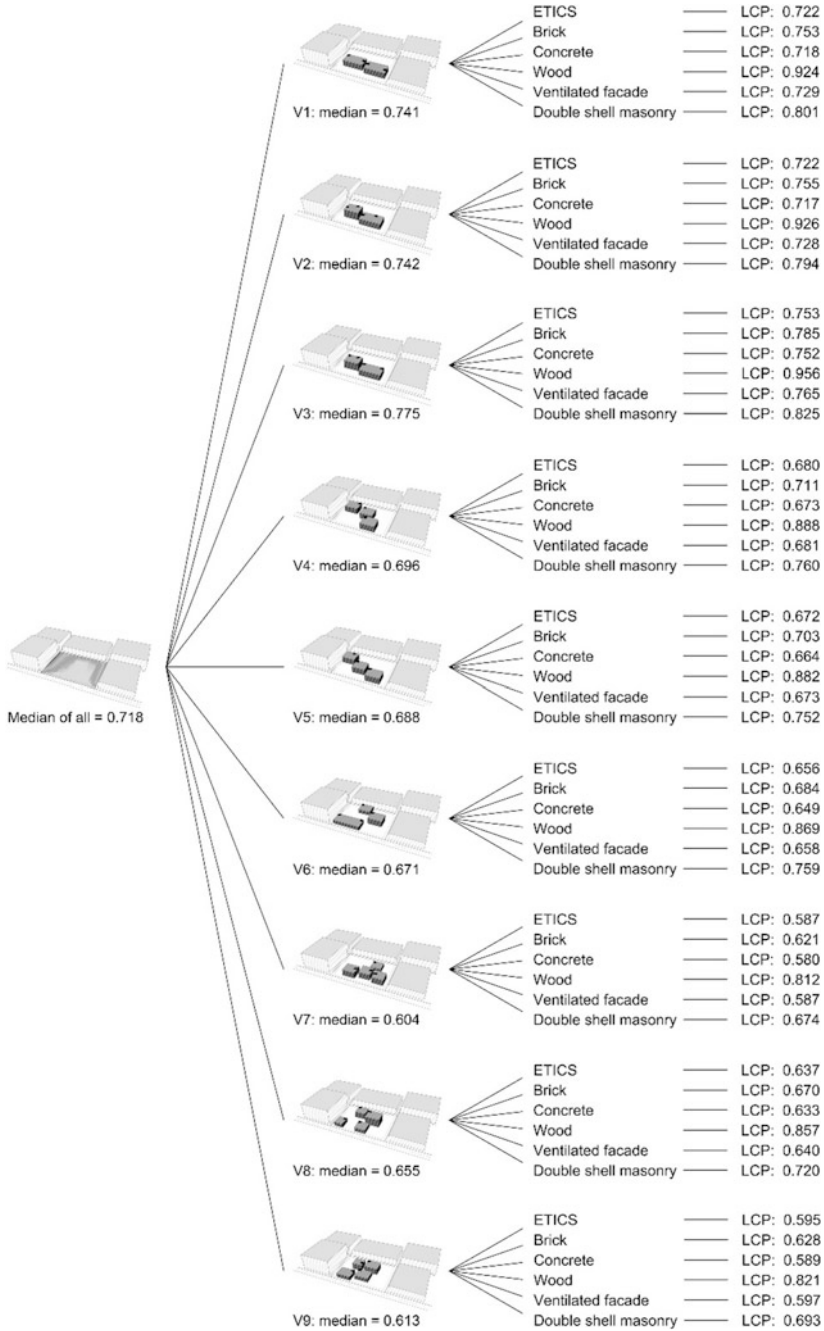 ETICS LCP: 0.722
Brick LCP: 0.753
Concrete LCP: 0.718
Wood LCP: 0.924
Ventilated facade LCP: 0.729
Double shell masonry LCP: 0.801
V1: median = 0.741
ETICS LCP: 0.722
Brick LCP: 0.755
Concrete LCP: 0.717
Wood LCP: 0.926
Ventilated facade LCP: 0.728
Double shell masonry LCP: 0.794
V2: median = 0.742
ETICS LCP: 0.753
Brick LCP: 0.785
Concrete LCP: 0.752
Wood LCP: 0.956
Ventilated facade LCP: 0.765
Double shell masonry LCP: 0.825
V3: median = 0.775
ETICS LCP: 0.680
Brick LCP: 0.711
Concrete LCP: 0.673
Wood LCP: 0.888
Ventilated facade LCP: 0.681
Double shell masonry LCP: 0.760
V4: median = 0.696
ETICS LCP: 0.672
Brick LCP: 0.703
Concrete LCP: 0.664
Wood LCP: 0.882
Ventilated facade LCP: 0.673
Double shell masonry LCP: 0.752
Median of all = 0.718
V5: median = 0.688
ETICS LCP: 0.656
Brick LCP: 0.684
Concrete LCP: 0.649
Wood LCP: 0.869
Ventilated facade LCP: 0.658
Double shell masonry LCP: 0.759
V6: median = 0.671
ETICS LCP: 0.587
Brick LCP: 0.621
Concrete LCP: 0.580
Wood LCP: 0.812
Ventilated facade LCP: 0.587
Double shell masonry LCP: 0.674
V7: median = 0.604
ETICS LCP: 0.637
Brick LCP: 0.670
Concrete LCP: 0.633
Wood LCP: 0.857
Ventilated facade LCP: 0.640
Double shell masonry LCP: 0.720
V8: median = 0.655
ETICS LCP: 0.595
Brick LCP: 0.628
Concrete LCP: 0.589
Wood LCP: 0.821
Ventilated facade LCP: 0.597
Double shell masonry LCP: 0.693
V9: median = 0.613